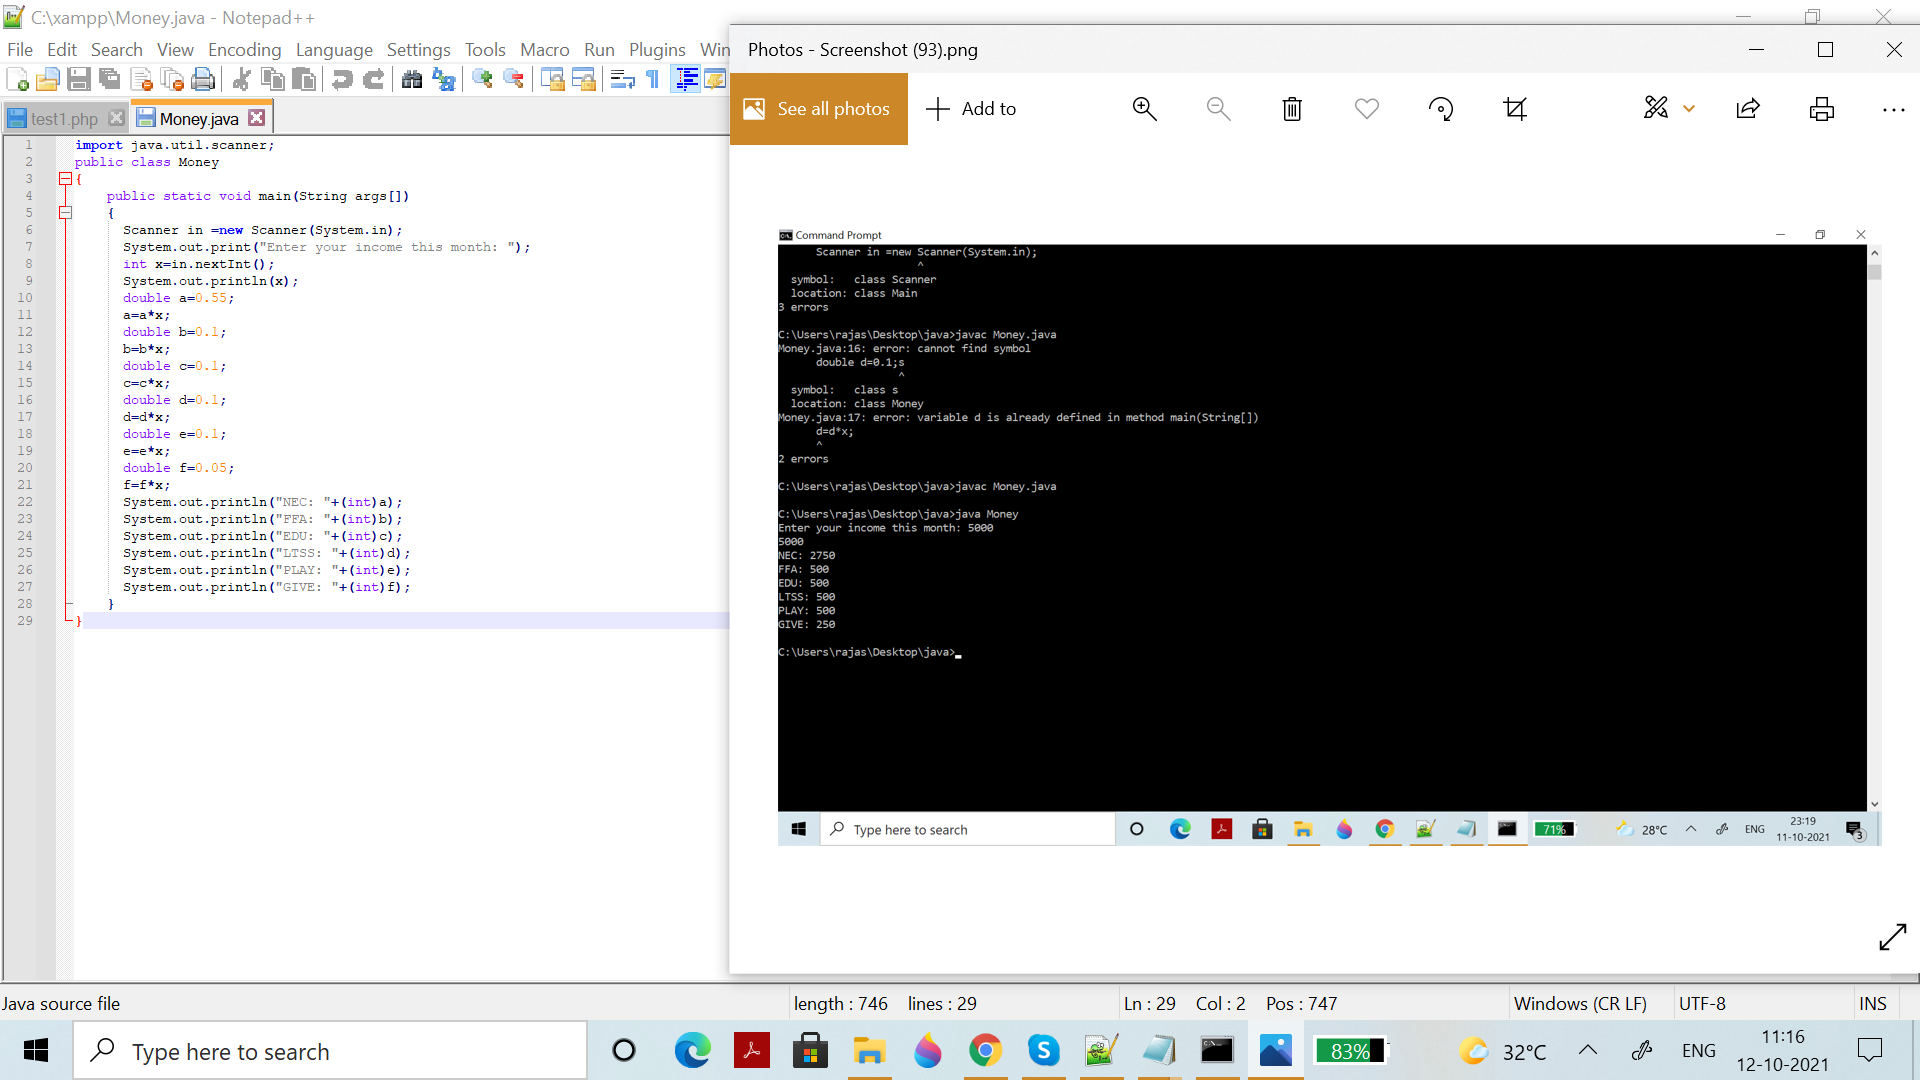 C:\xampp\Money.java - Notepad++
File Edit Search View Encoding Language Settings Tools Macro Run Plugins Win
test1.php Money.java
1 import java.util.scanner;
2 public class Money
3 {
4 public static void main(String args[])
5 {
6 Scanner in =new Scanner(System.in);
7 System.out.print("Enter your income this month: ");
8 int x=in.nextInt();
9 System.out.println(x);
10 double a=0.55;
11 a=a*x;
12 double b=0.1;
13 b=b*x;
14 double c=0.1;
15 c=c*x;
16 double d=0.1;
17 d=d*x;
18 double e=0.1;
19 e=e*x;
20 double f=0.05;
21 f=f*x;
22 System.out.println("NEC: "+(int)a);
23 System.out.println("FFA: "+(int)b);
24 System.out.println("EDU: "+(int)c);
25 System.out.println("LTSS: "+(int)d);
26 System.out.println("PLAY: "+(int)e);
27 System.out.println("GIVE: "+(int)f);
28 }
29 }
Photos - Screenshot (93).png
See all photos Add to
Command Prompt
Scanner in =new Scanner(System.in);
^
symbol: class Scanner
location: class Main
3 errors
C:\Users\rajas\Desktop\java>javac Money.java
Money.java:16: error: cannot find symbol
double d=0.1;s
^
symbol: class s
location: class Money
Money.java:17: error: variable d is already defined in method main(String[])
d=d*x;
^
2 errors
C:\Users\rajas\Desktop\java>javac Money.java
C:\Users\rajas\Desktop\java>java Money
Enter your income this month: 5000
5000
NEC: 2750
FFA: 500
EDU: 500
LTSS: 500
PLAY: 500
GIVE: 250
C:\Users\rajas\Desktop\java>
Type here to search 71% 28°C ENG 23:19
11-10-2021 3
Java source file length : 746 lines : 29 Ln : 29 Col : 2 Pos : 747 Windows (CR LF) UTF-8 INS
Type here to search 83% 32°C ENG 11:16
12-10-2021